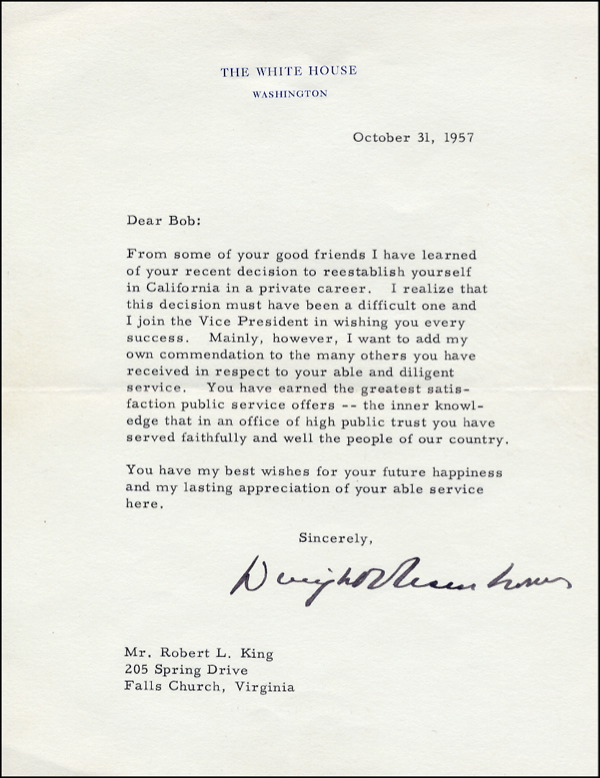 THE WHITE HOUSE
WASHINGTON
October 31, 1957
Dear Bob:
From some of your good friends I have learned
of your recent decision to reestablish yourself
in California in a private career. I realize that
this decision must have been a difficult one and
I join the Vice President in wishing you every
success. Mainly, however, I want to add my
own commendation to the many others you have
received in respect to your able and diligent
service. You have earned the greatest satis-
faction public service offers -- the inner knowl-
edge that in an office of high public trust you have
served faithfully and well the people of our country.
You have my best wishes for your future happiness
and my lasting appreciation of your able service
here.
Sincerely,
Dwight D Eisenhower
Mr. Robert L. King
205 Spring Drive
Falls Church, Virginia